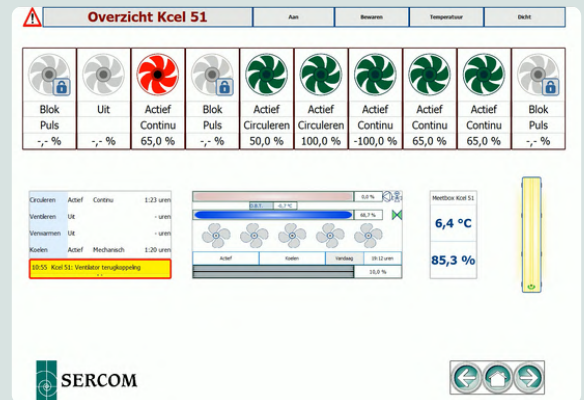 Overzicht Kcel 51 Aan Bewaren Temperatuur Dicht
Blok Uit Actief Blok Actief Actief Actief Actief Actief Blok
Puls Continu Puls Circuleren Circuleren Continu Continu Continu Puls
-,- % -,- % 65,0 % -,- % 50,0 % 100,0 % -100,0 % 65,0 % 65,0 % -,- %
Circuleren Actief Continu 1:23 uren
Ventileren Uit - uren
Verwarmen Uit - uren
Koelen Actief Mechanisch 1:20 uren
10:55 Kcel 51: Ventilator terugkoppeling
0,0 %
-0,7 °C
66,7 %
Actief Koelen Vandaag 19:12 uren
10,0 %
Meetbox Kcel 51
6,4 °C
85,3 %
SERCOM